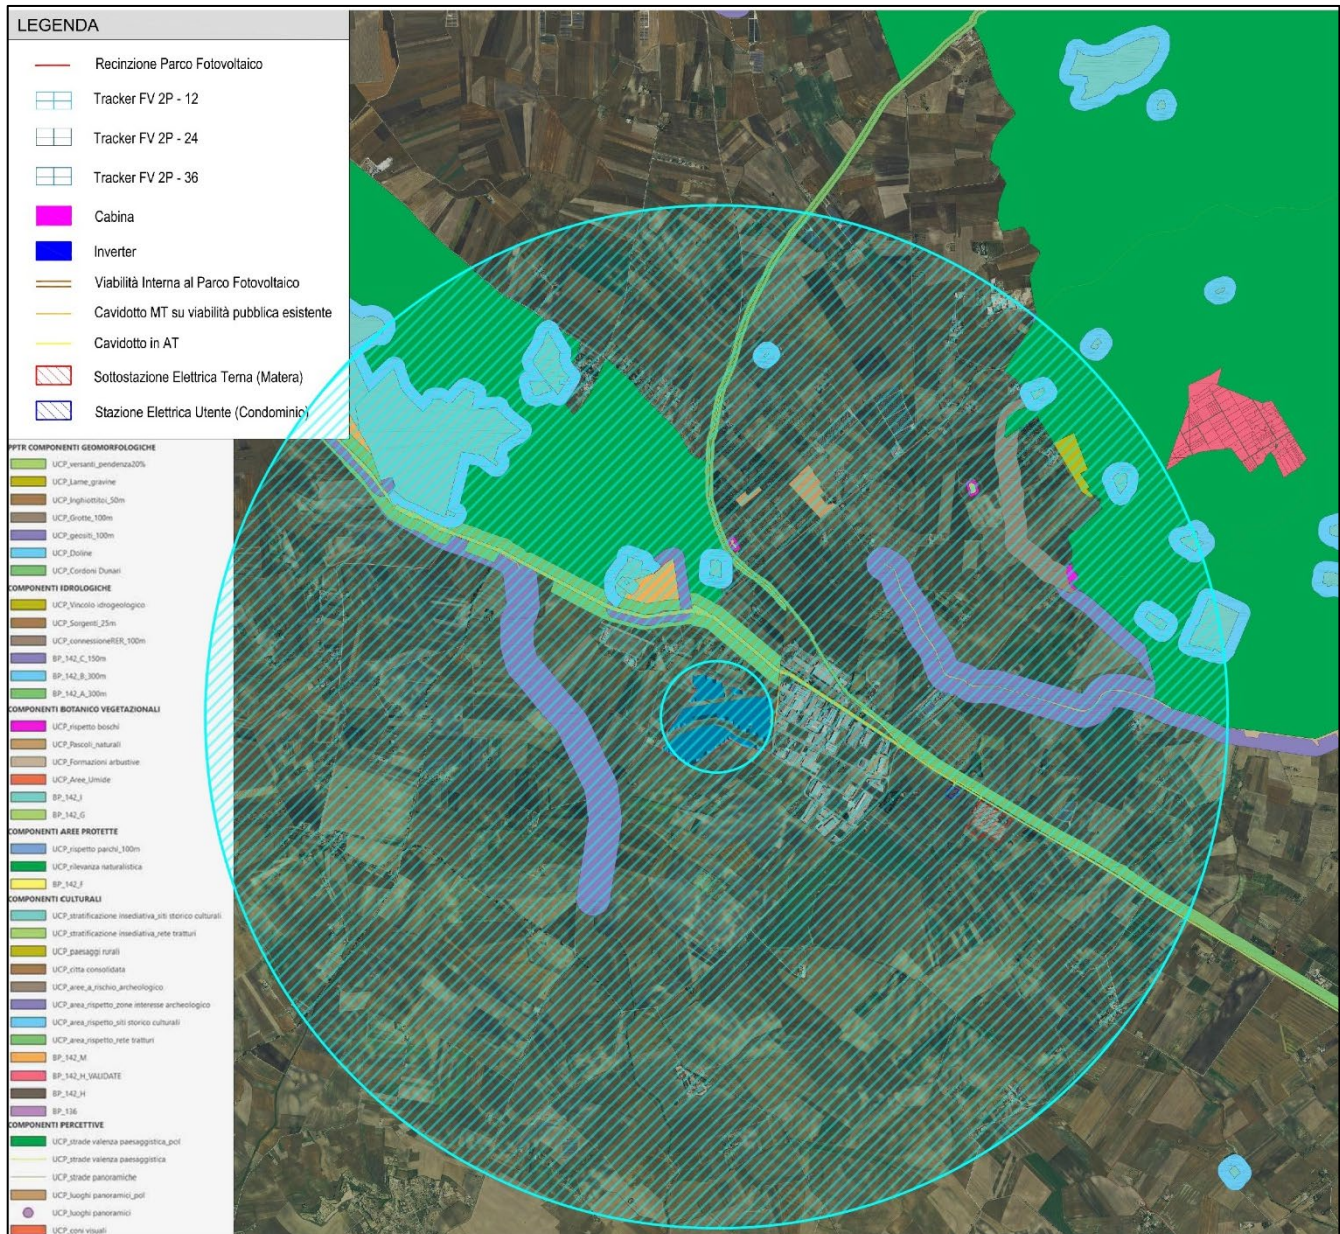 LEGENDA
Recinzione Parco Fotovoltaico
Tracker FV 2P - 12
Tracker FV 2P - 24
Tracker FV 2P - 36
Cabina
Inverter
Viabilità Interna al Parco Fotovoltaico
Cavidotto MT su viabilità pubblica esistente
Cavidotto in AT
Sottostazione Elettrica Terna (Matera)
Stazione Elettrica Utente (Condominio)
PPTR COMPONENTI GEOMORFOLOGICHE
UCP_versanti_pendenza20%
UCP_Lame_gravine
UCP_Inghiottitoi_50m
UCP_Grotte_100m
UCP_geositi_100m
UCP_Doline
UCP_Cordoni Dunari
COMPONENTI IDROLOGICHE
UCP_Vincolo idrogeologico
UCP_Sorgenti_25m
UCP_connessioneRER_100m
BP_142_C_150m
BP_142_B_300m
BP_142_A_300m
COMPONENTI BOTANICO VEGETAZIONALI
UCP_rispetto boschi
UCP_Pascoli_naturali
UCP_Formazioni arbustive
UCP_Aree_Umide
BP_142_I
BP_142_G
COMPONENTI AREE PROTETTE
UCP_rispetto parchi_100m
UCP_rilevanza naturalistica
BP_142_F
COMPONENTI CULTURALI
UCP_stratificazione insediativa_siti storico culturali
UCP_stratificazione insediativa_rete tratturi
UCP_paesaggi rurali
UCP_citta consolidata
UCP_aree_a_rischio_archeologico
UCP_area_rispetto_zone interesse archeologico
UCP_area_rispetto_siti storico culturali
UCP_area_rispetto_rete tratturi
BP_142_M
BP_142_H_VALIDATE
BP_142_H
BP_136
COMPONENTI PERCETTIVE
UCP_strade valenza paesaggistica_pol
UCP_strade valenza paesaggistica
UCP_strade panoramiche
UCP_luoghi panoramici_pol
UCP_luoghi panoramici
UCP_coni visuali